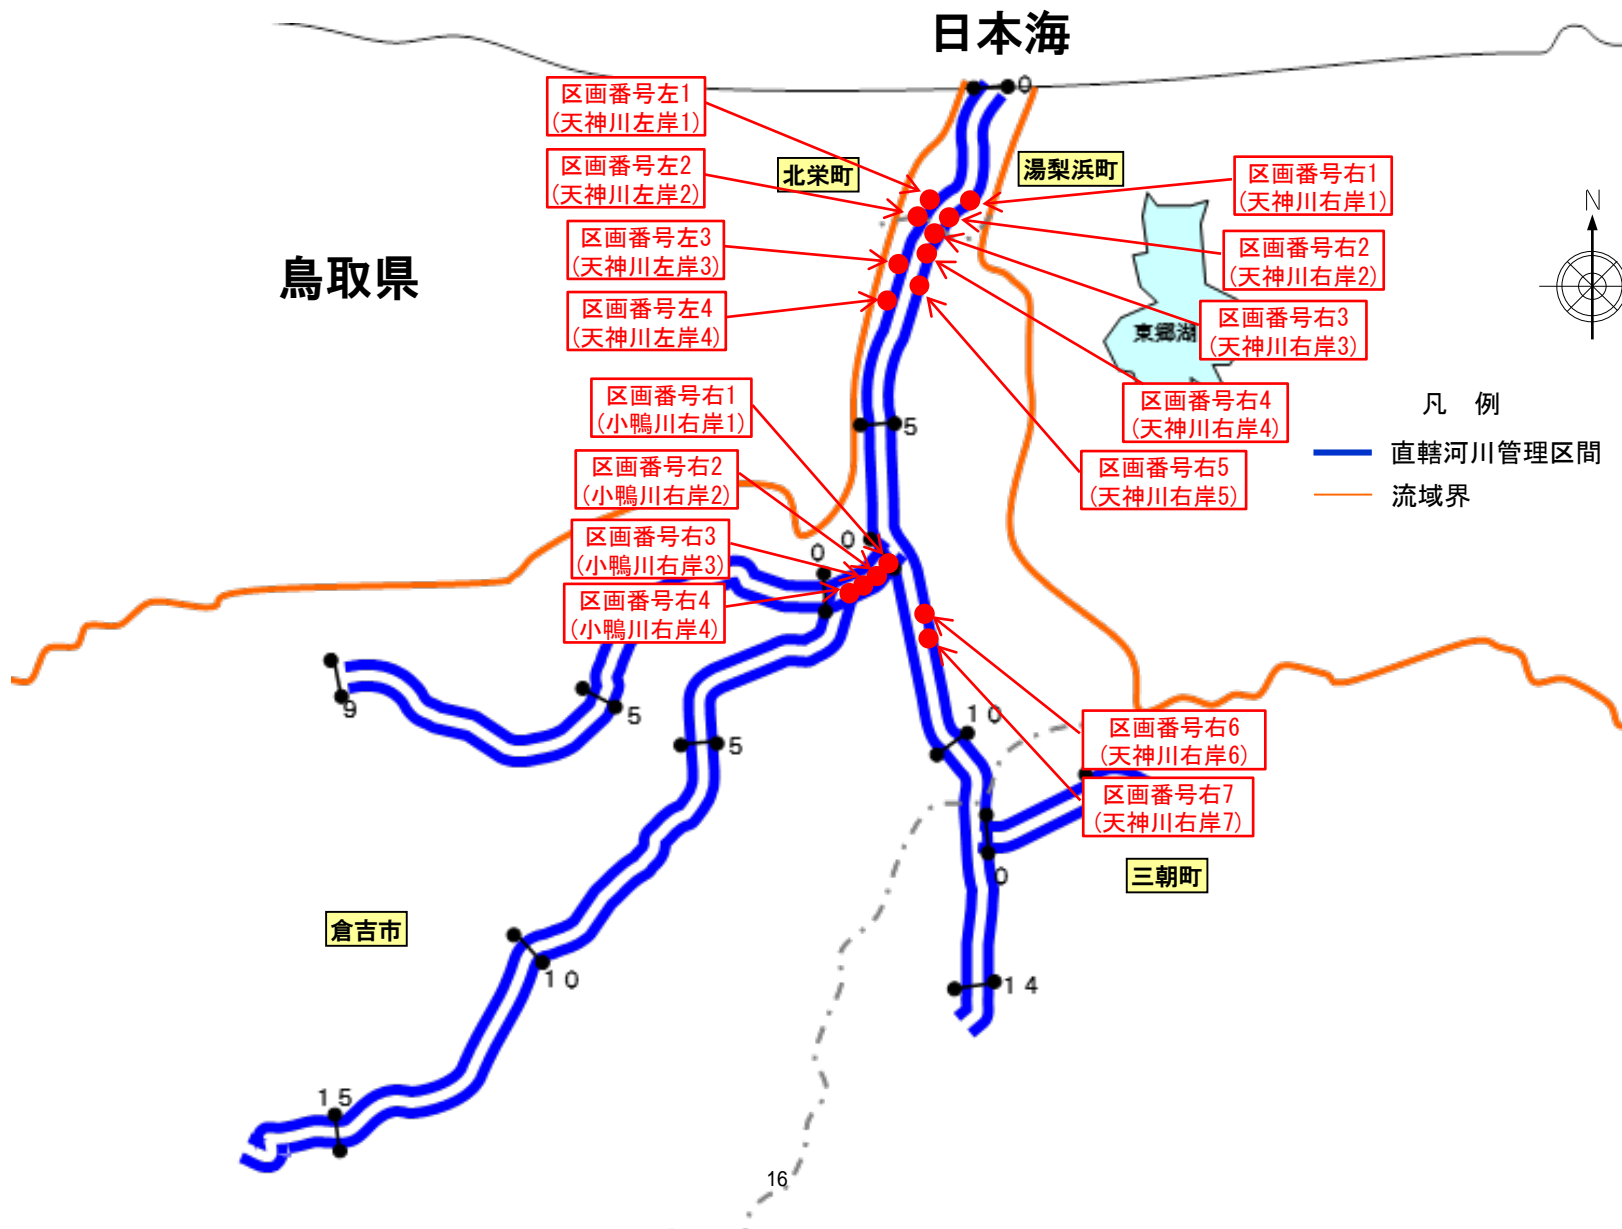 日本海
0
区画番号左1
(天神川左岸1)
北栄町
湯梨浜町
区画番号左2
(天神川左岸2)
区画番号右1
(天神川右岸1)
N
区画番号左3
(天神川左岸3)
区画番号右2
(天神川右岸2)
鳥取県
区画番号左4
(天神川左岸4)
区画番号右3
(天神川右岸3)
東郷湖
区画番号右1
(小鴨川右岸1)
区画番号右4
(天神川右岸4)
凡 例
5
直轄河川管理区間
区画番号右2
(小鴨川右岸2)
区画番号右5
(天神川右岸5)
流域界
区画番号右3
(小鴨川右岸3)
0
0
区画番号右4
(小鴨川右岸4)
9
5
5
10
区画番号右6
(天神川右岸6)
区画番号右7
(天神川右岸7)
0
三朝町
倉吉市
10
14
15
16